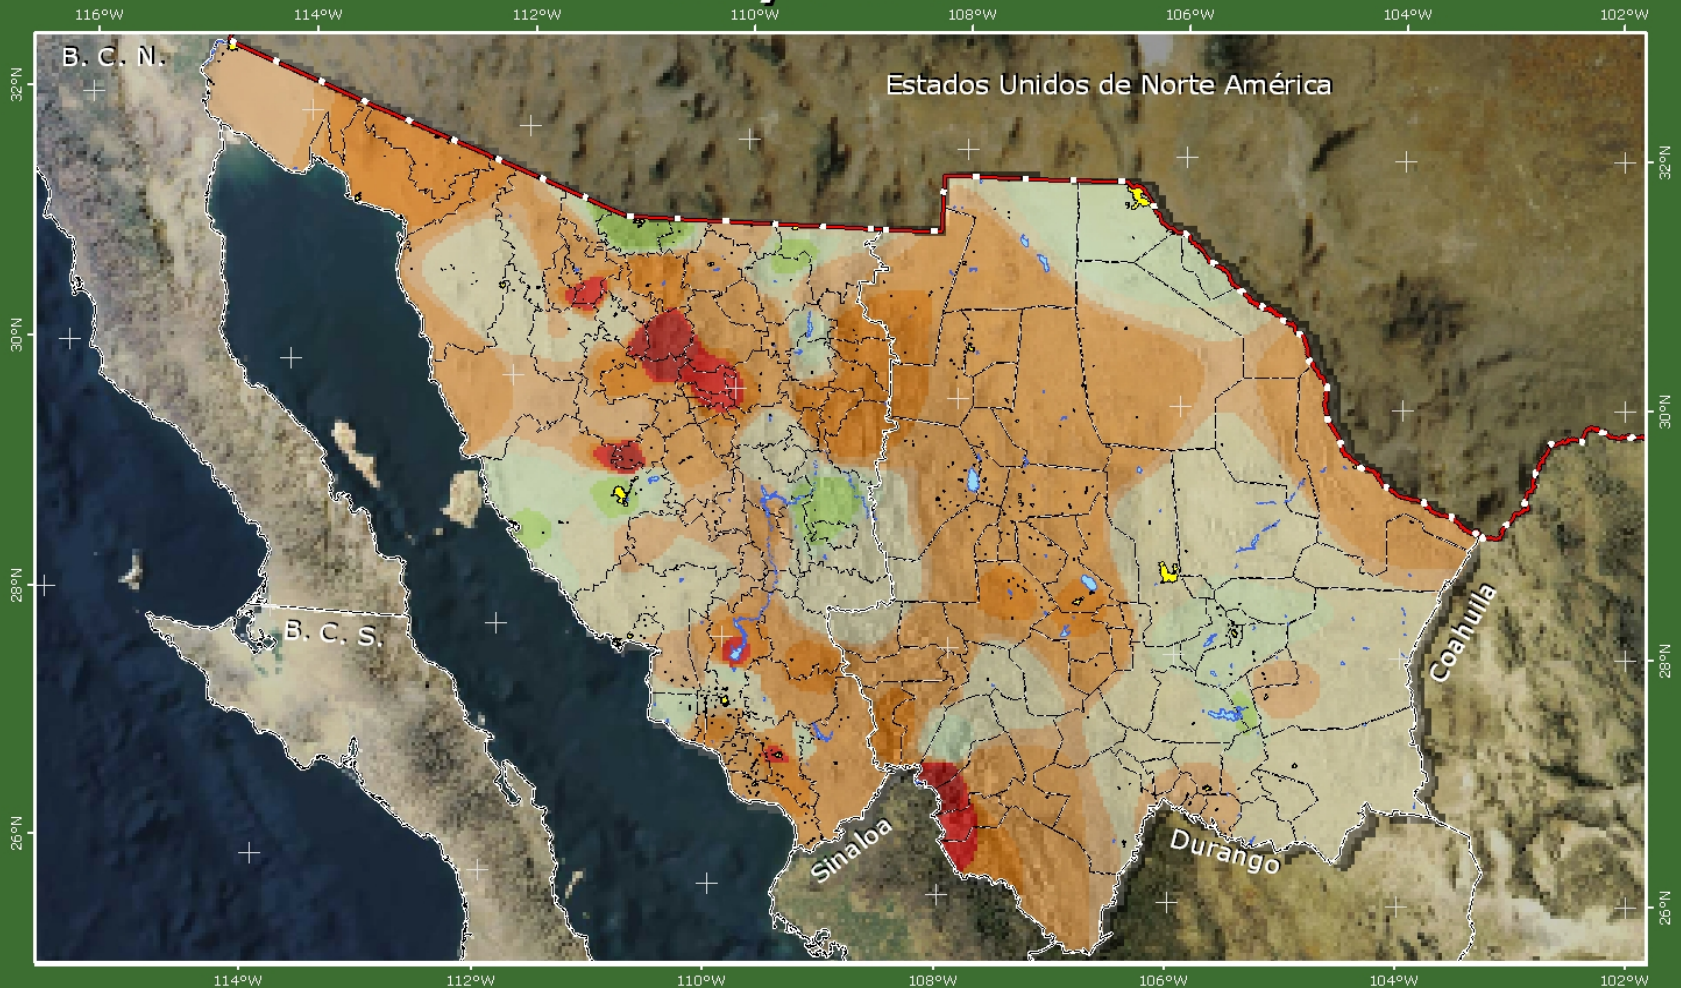 116°W 114°W 112°W 110°W 108°W 106°W 104°W 102°W
B. C. N.
Estados Unidos de Norte América
32°N
32°N
30°N
30°N
28°N
28°N
B. C. S.
Coahuila
26°N
Sinaloa
Durango
26°N
114°W 112°W 110°W 108°W 106°W 104°W 102°W